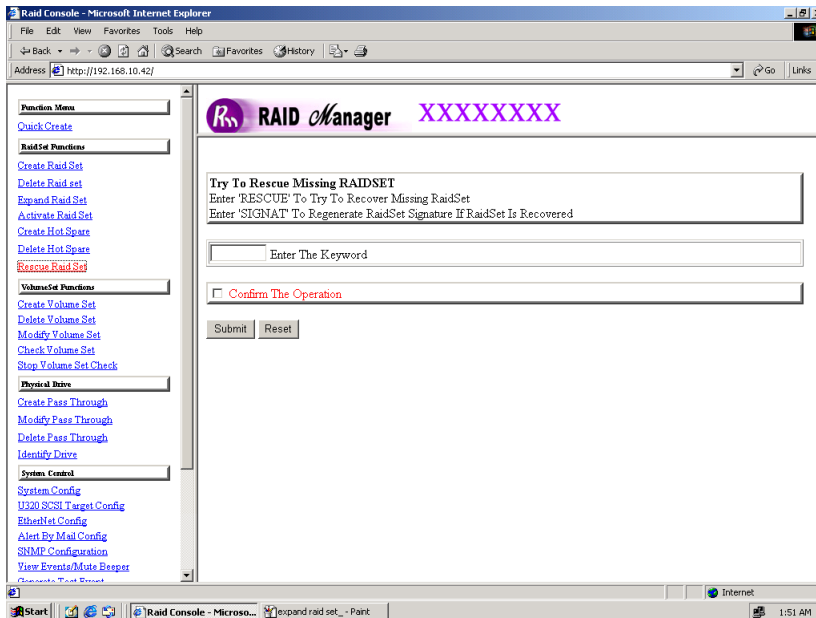 Raid Console - Microsoft Internet Explorer
File Edit View Favorites Tools Help
Back Search Favorites History
Address http://192.168.10.42/ Go Links
Function Menu
Quick Create
RaidSet Functions
Create Raid Set
Delete Raid set
Expand Raid Set
Activate Raid Set
Create Hot Spare
Delete Hot Spare
Rescue Raid Set
VolumeSet Functions
Create Volume Set
Delete Volume Set
Modify Volume Set
Check Volume Set
Stop Volume Set Check
Physical Drive
Create Pass Through
Modify Pass Through
Delete Pass Through
Identify Drive
System Control
System Config
U320 SCSI Target Config
EtherNet Config
Alert By Mail Config
SNMP Configuration
View Events/Mute Beeper
Generate Test Event
Rm RAID Manager XXXXXXXX
Try To Rescue Missing RAIDSET
Enter 'RESCUE' To Try To Recover Missing RaidSet
Enter 'SIGNAT' To Regenerate RaidSet Signature If RaidSet Is Recovered
Enter The Keyword
Confirm The Operation
Submit Reset
Internet
Start Raid Console - Microso... expand raid set_ - Paint 1:51 AM